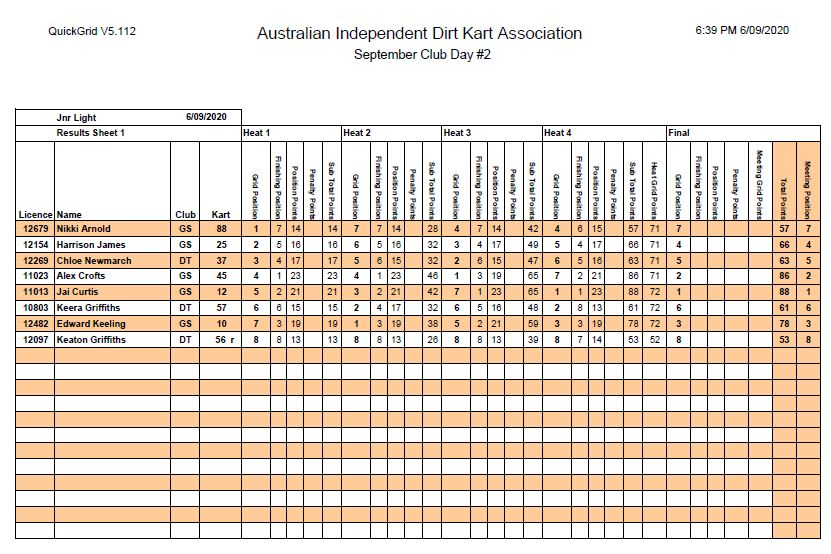 QuickGrid V5.112
Australian Independent Dirt Kart Association
6:39 PM 6/09/2020
September Club Day #2
Jnr Light 6/09/2020
Results Sheet 1 Heat 1 Heat 2 Heat 3 Heat 4 Final
Licence Name Club Kart Grid Position Finishing Position Position Points Penalty Points Sub Total Points Grid Position Finishing Position Position Points Penalty Points Sub Total Points Grid Position Finishing Position Position Points Penalty Points Sub Total Points Grid Position Finishing Position Position Points Penalty Points Sub Total Points Heat Grid Points Grid Position Finishing Position Position Points Penalty Points Meeting Grid Points Total Points Meeting Position
12679 Nikki Arnold GS 88 1 7 14 14 7 7 14 28 4 7 14 42 4 6 15 57 71 7 57 7
12154 Harrison James GS 25 2 5 16 16 6 5 16 32 3 4 17 49 5 4 17 66 71 4 66 4
12269 Chloe Newmarch DT 37 3 4 17 17 5 6 15 32 2 6 15 47 6 5 16 63 71 5 63 5
11023 Alex Crofts GS 45 4 1 23 23 4 1 23 46 1 3 19 65 7 2 21 86 71 2 86 2
11013 Jai Curtis GS 12 5 2 21 21 3 2 21 42 7 1 23 65 1 1 23 88 72 1 88 1
10803 Keera Griffiths DT 57 6 6 15 15 2 4 17 32 6 5 16 48 2 8 13 61 72 6 61 6
12482 Edward Keeling GS 10 7 3 19 19 1 3 19 38 5 2 21 59 3 3 19 78 72 3 78 3
12097 Keaton Griffiths DT 56 r 8 8 13 13 8 8 13 26 8 8 13 39 8 7 14 53 52 8 53 8